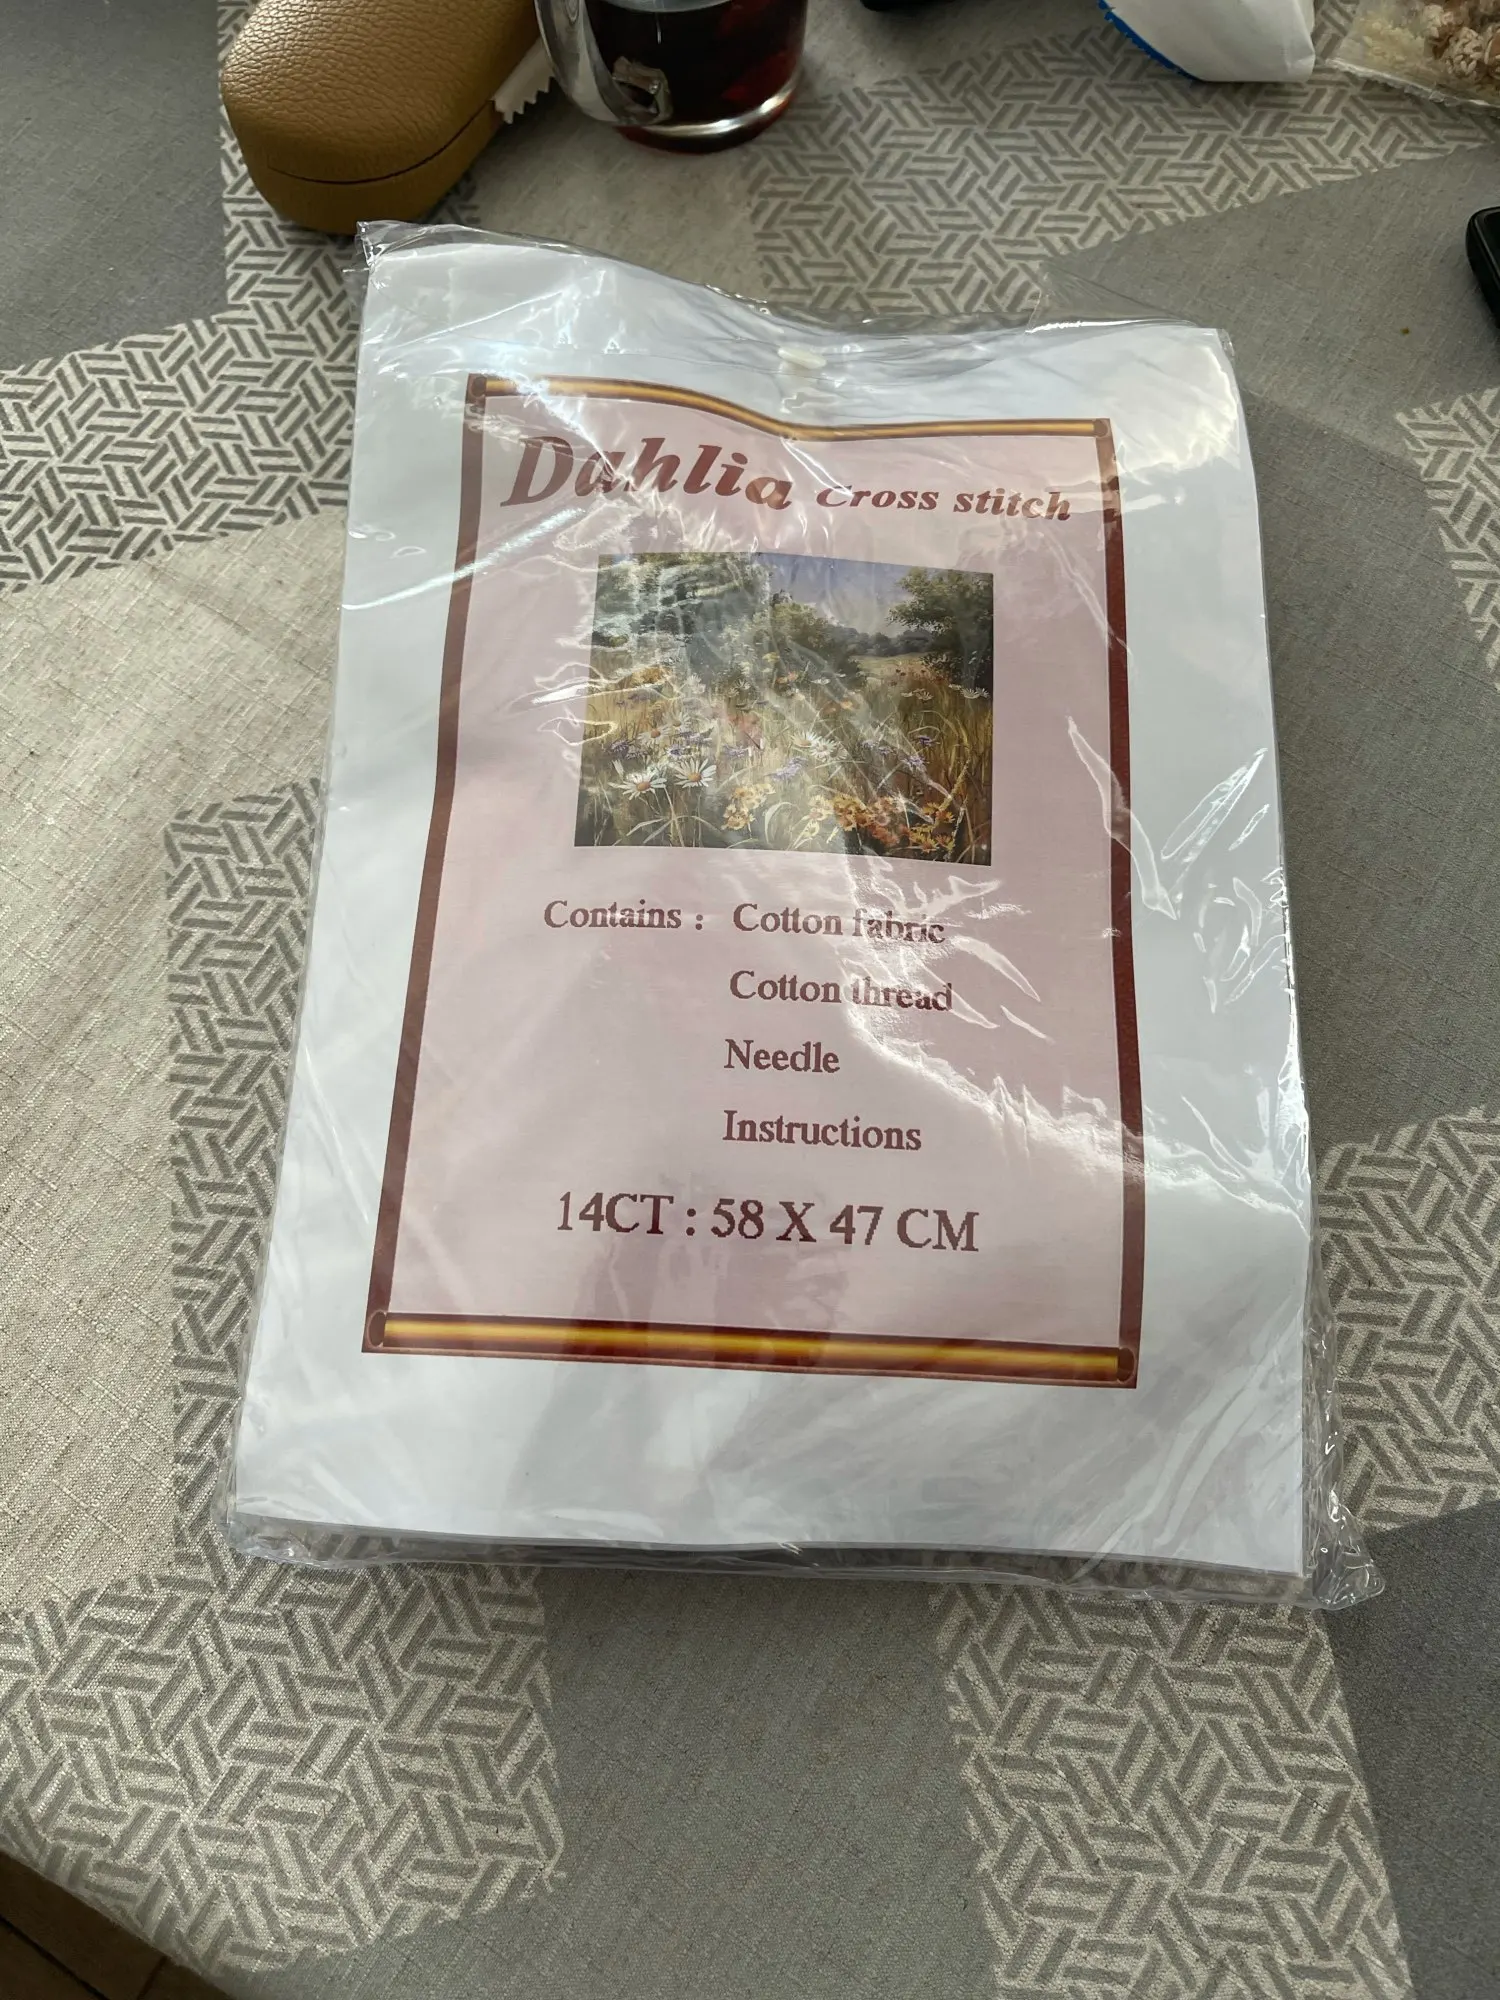 Dahlia Cross stitch
Contains : Cotton fabric
Cotton thread
Needle
Instructions
14CT : 58 X 47 CM